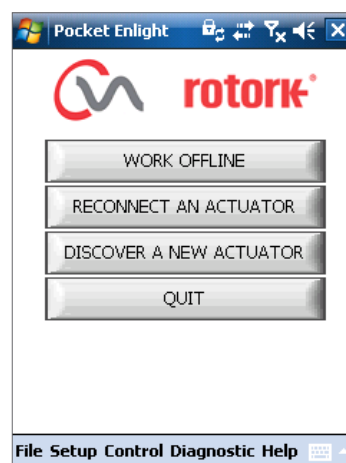 Pocket Enlight
rotork
WORK OFFLINE
RECONNECT AN ACTUATOR
DISCOVER A NEW ACTUATOR
QUIT
File Setup Control Diagnostic Help